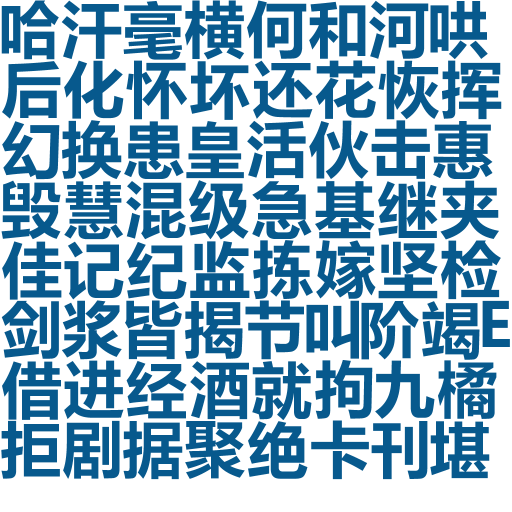 哈汗毫横何和河哄
后化怀坏还花恢挥
幻换患皇活伙击惠
毁慧混级急基继夹
佳记纪监拣嫁坚检
剑浆皆揭节叫阶竭E
借进经酒就拘九橘
拒剧据聚绝卡刊堪